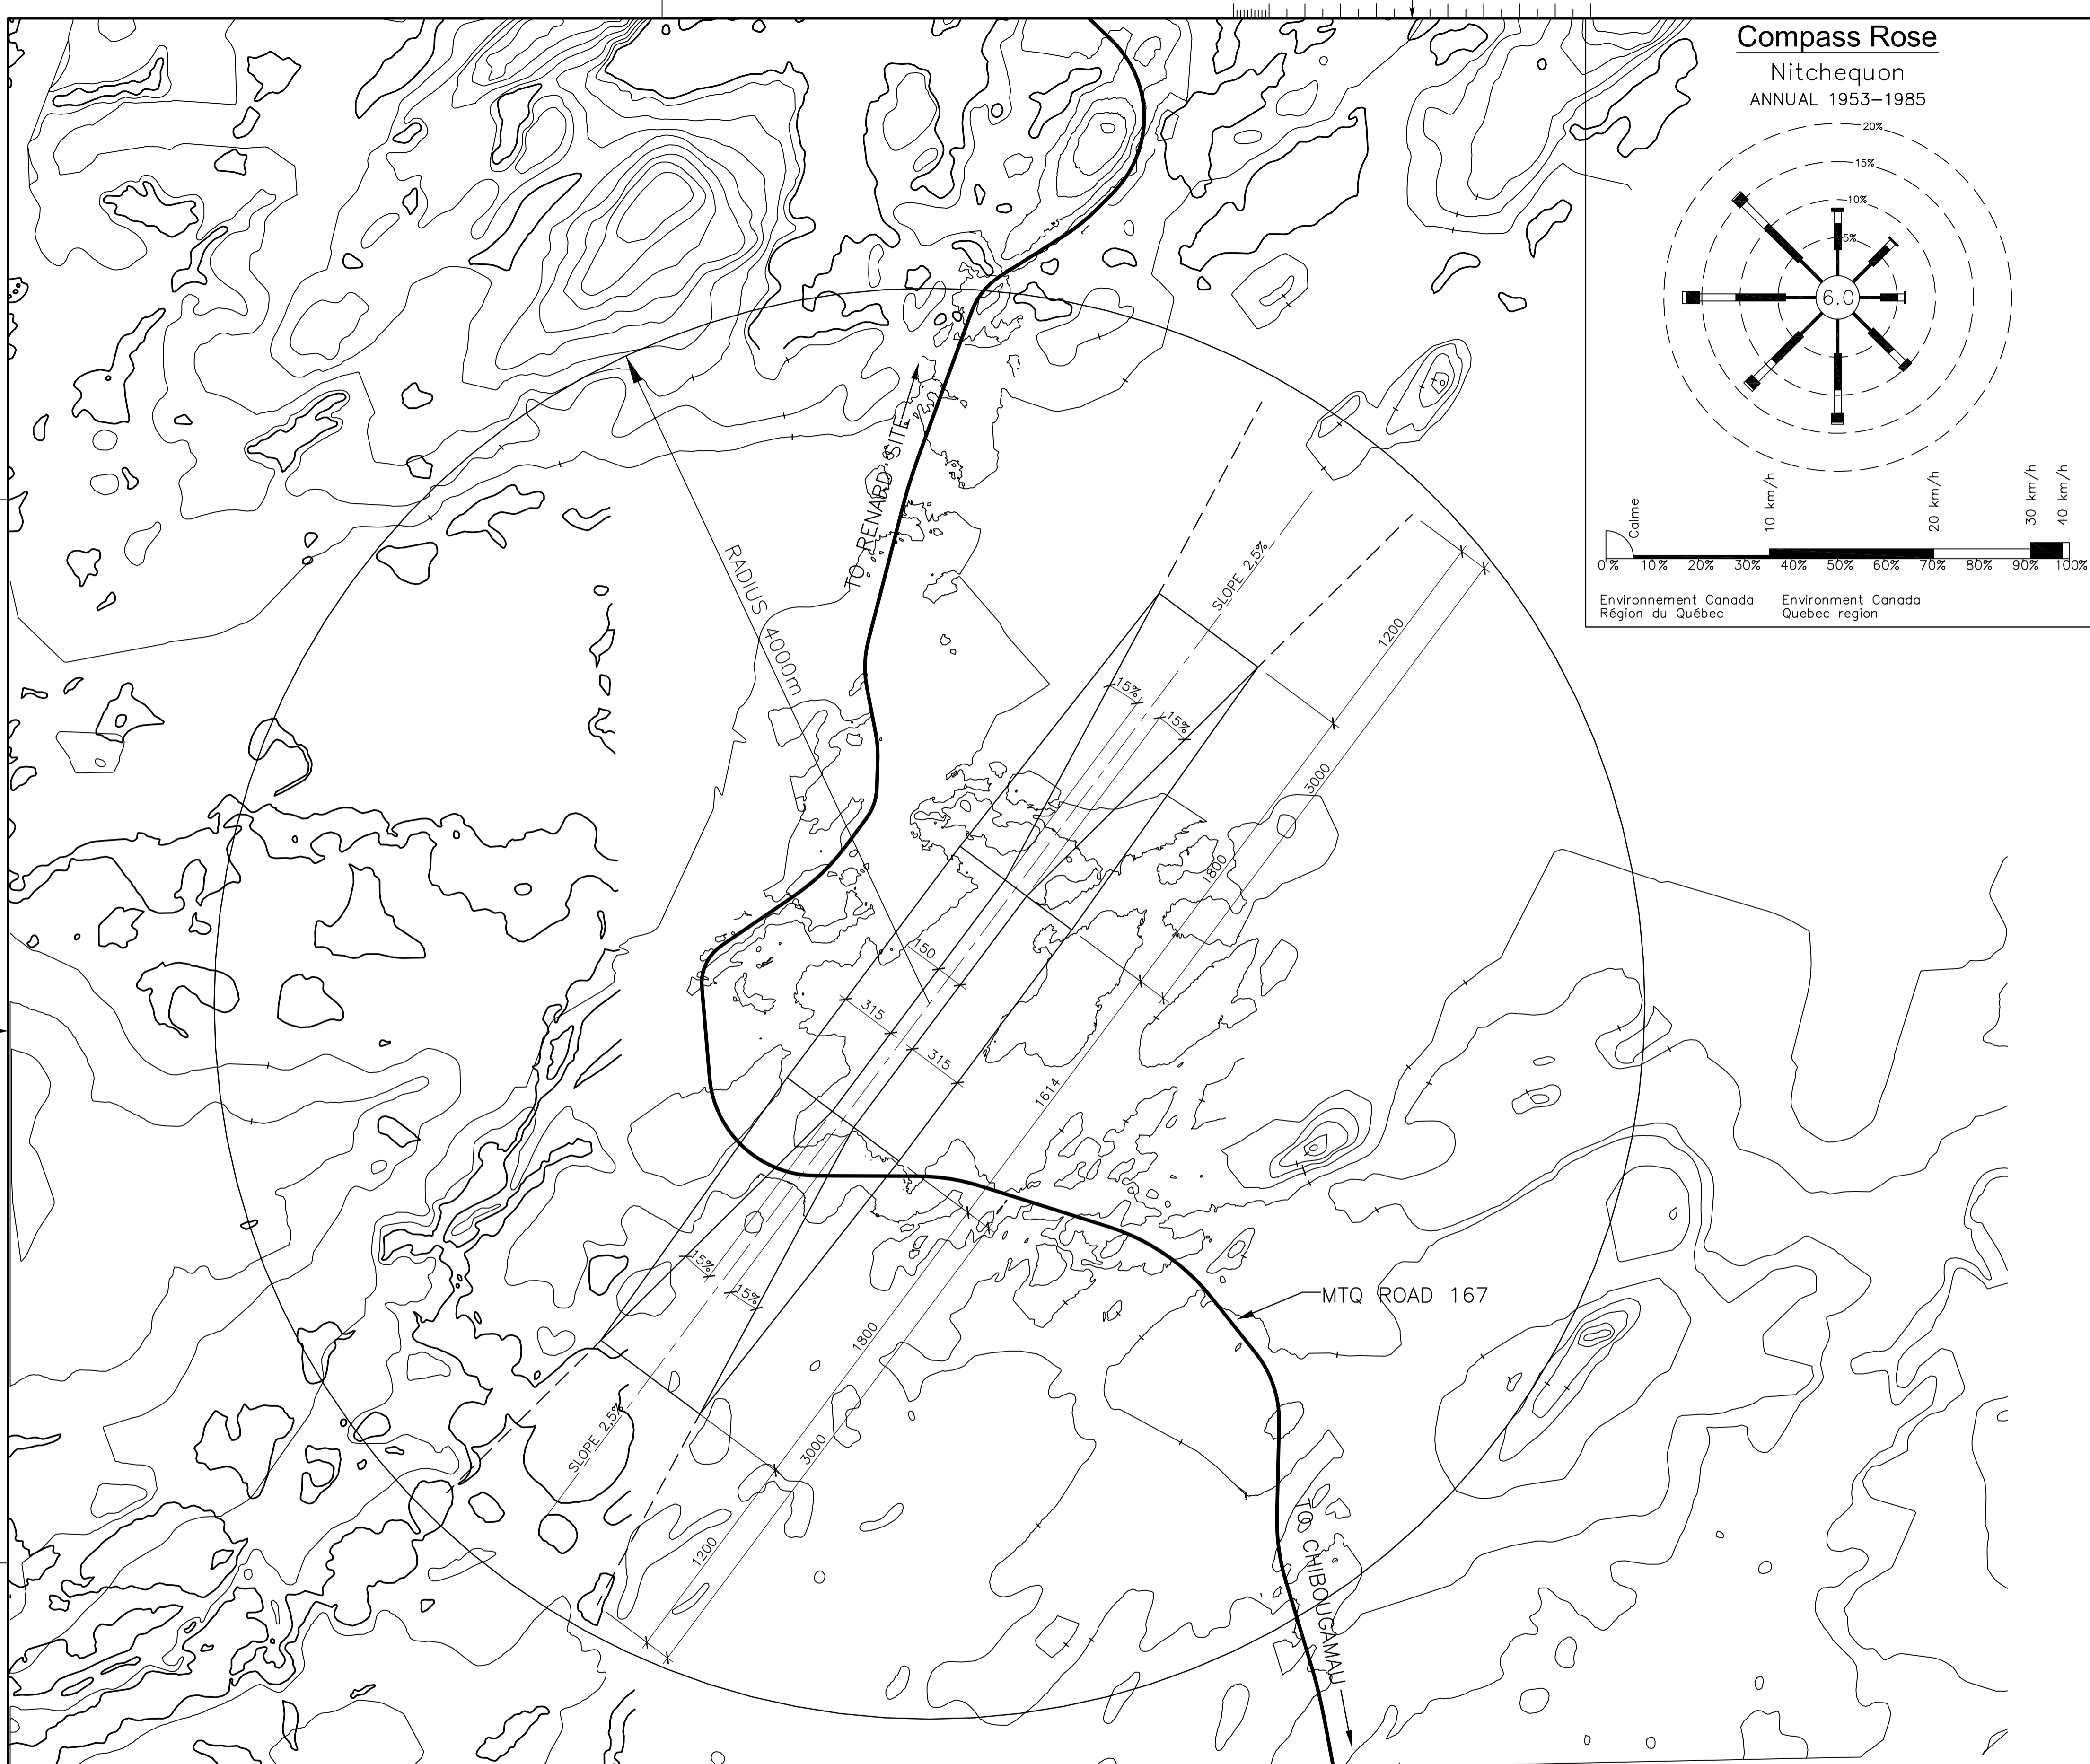 Compass Rose
Nitchequon
ANNUAL 1953–1985
20%
15%
10%
5%
6.0
Calme
10 km/h
20 km/h
30 km/h
40 km/h
0%
10%
20%
30%
40%
50%
60%
70%
80%
90%
100%
Environnement Canada
Région du Québec
Environment Canada
Quebec region
TO RENARD SITE
RADIUS 4000m
SLOPE 2,5%
1200
15%
15%
3000
1800
150
315
315
1614
15%
15%
MTQ ROAD 167
1800
SLOPE 2,5%
3000
1200
TO CHIBOUGAMAU